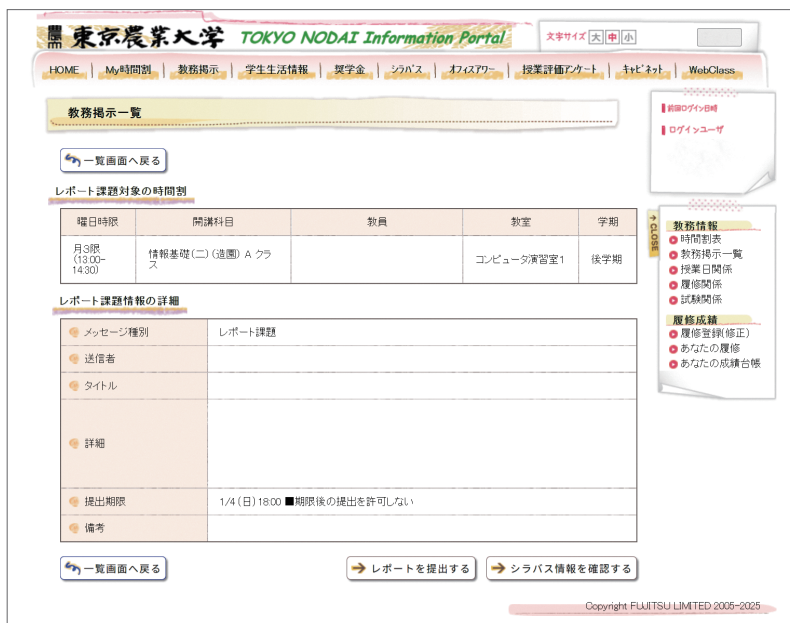 東京農業大学 TOKYO NODAI Information Portal 文字サイズ 大 中 小
HOME My時間割 教務掲示 学生生活情報 奨学金 シラバス オフィスアワー 授業評価アンケート キャビネット WebClass
教務掲示一覧
前回ログイン日時
ログインユーザ
一覧画面へ戻る
レポート課題対象の時間割
曜日時限 開講科目 教員 教室 学期
月3限
(13:00-
14:30)
情報基礎(二)(造園) A クラ
ス
コンピュータ演習室1 後学期
レポート課題情報の詳細
メッセージ種別 レポート課題
送信者
タイトル
詳細
提出期限 1/4(日)18:00 ■期限後の提出を許可しない
備考
一覧画面へ戻る レポートを提出する シラバス情報を確認する
CLOSE
教務情報
時間割表
教務掲示一覧
授業日関係
履修関係
試験関係
履修成績
履修登録(修正)
あなたの履修
あなたの成績台帳
Copyright FUJITSU LIMITED 2005-2025